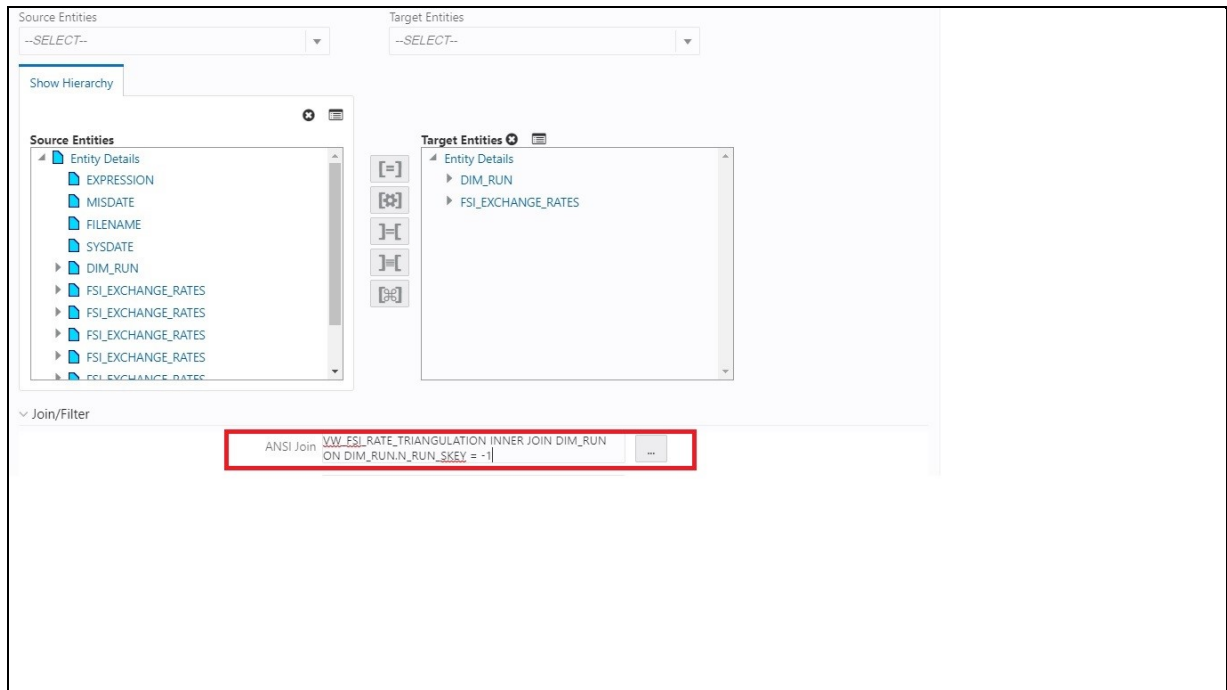 Source Entities
Target Entities
--SELECT--
--SELECT--
Show Hierarchy
Source Entities
Entity Details
EXPRESSION
MISDATE
FILENAME
SYSDATE
DIM_RUN
FSI_EXCHANGE_RATES
FSI_EXCHANGE_RATES
FSI_EXCHANGE_RATES
FSI_EXCHANGE_RATES
FSI_EXCHANGE_RATES
[=]
]=[
Target Entities
Entity Details
DIM_RUN
FSI_EXCHANGE_RATES
Join/Filter
ANSI Join
VW_FSI_RATE_TRIANGULATION INNER JOIN DIM_RUN
ON DIM_RUN.N_RUN_SKEY = -1
...